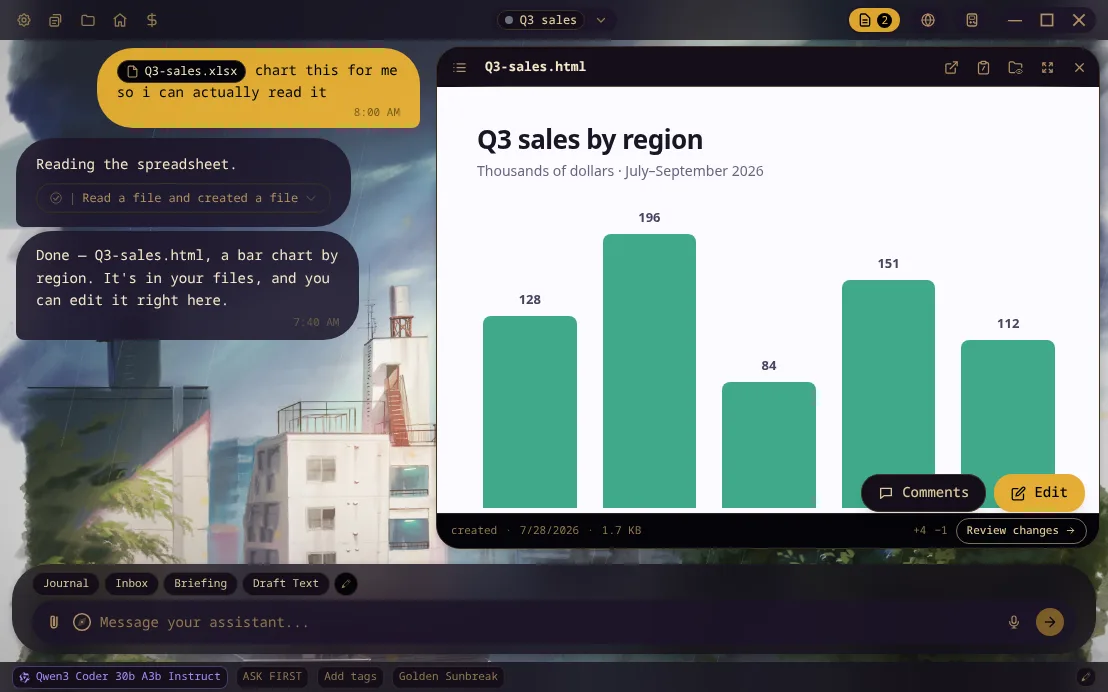 Q3 sales
2
Q3-sales.xlsx chart this for me
so i can actually read it
8:00 AM
Reading the spreadsheet.
| Read a file and created a file
Done — Q3-sales.html, a bar chart by
region. It's in your files, and you
can edit it right here.
7:40 AM
Q3-sales.html
Q3 sales by region
Thousands of dollars · July–September 2026
128
196
84
151
112
Comments
Edit
created · 7/28/2026 · 1.7 KB
+4 −1 Review changes →
Journal Inbox Briefing Draft Text
Message your assistant...
Qwen3 Coder 30b A3b Instruct ASK FIRST Add tags Golden Sunbreak